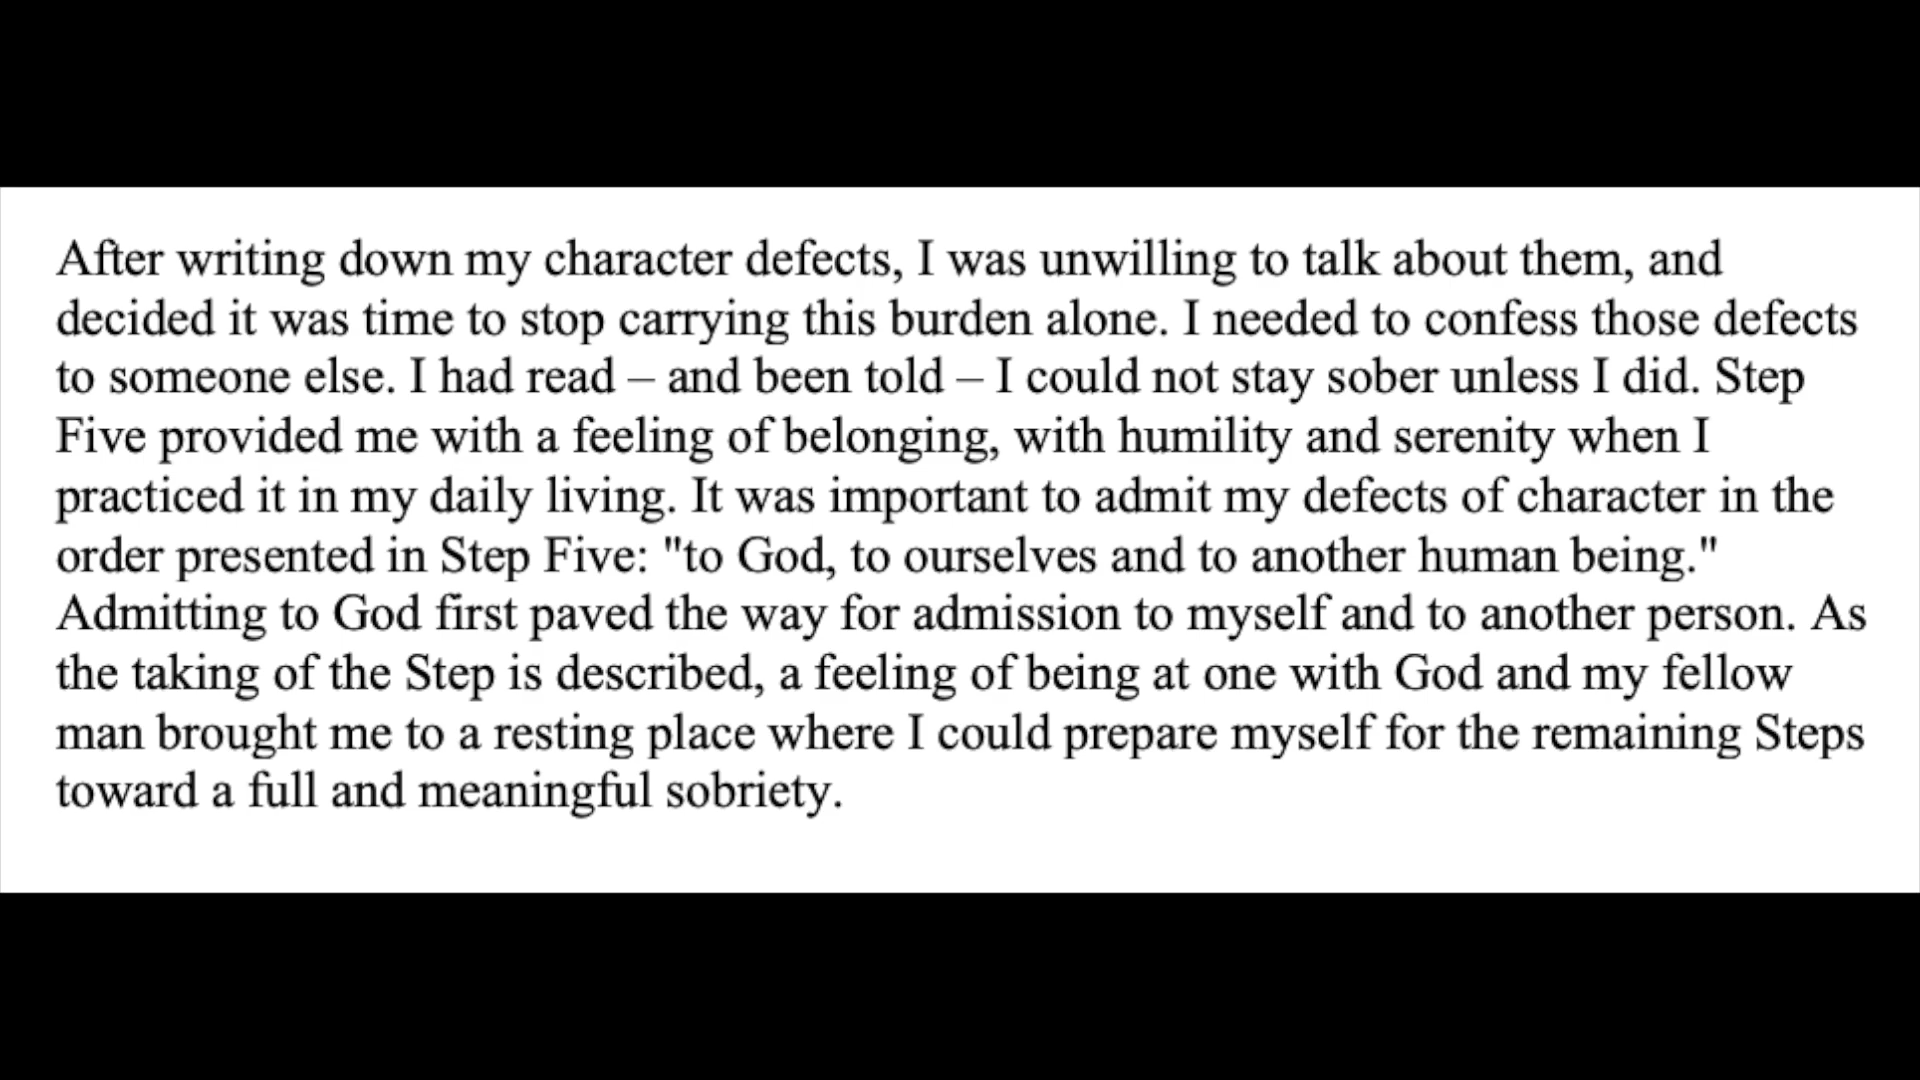 After writing down my character defects, I was unwilling to talk about them, and
decided it was time to stop carrying this burden alone. I needed to confess those defects
to someone else. I had read – and been told – I could not stay sober unless I did. Step
Five provided me with a feeling of belonging, with humility and serenity when I
practiced it in my daily living. It was important to admit my defects of character in the
order presented in Step Five: "to God, to ourselves and to another human being."
Admitting to God first paved the way for admission to myself and to another person. As
the taking of the Step is described, a feeling of being at one with God and my fellow
man brought me to a resting place where I could prepare myself for the remaining Steps
toward a full and meaningful sobriety.